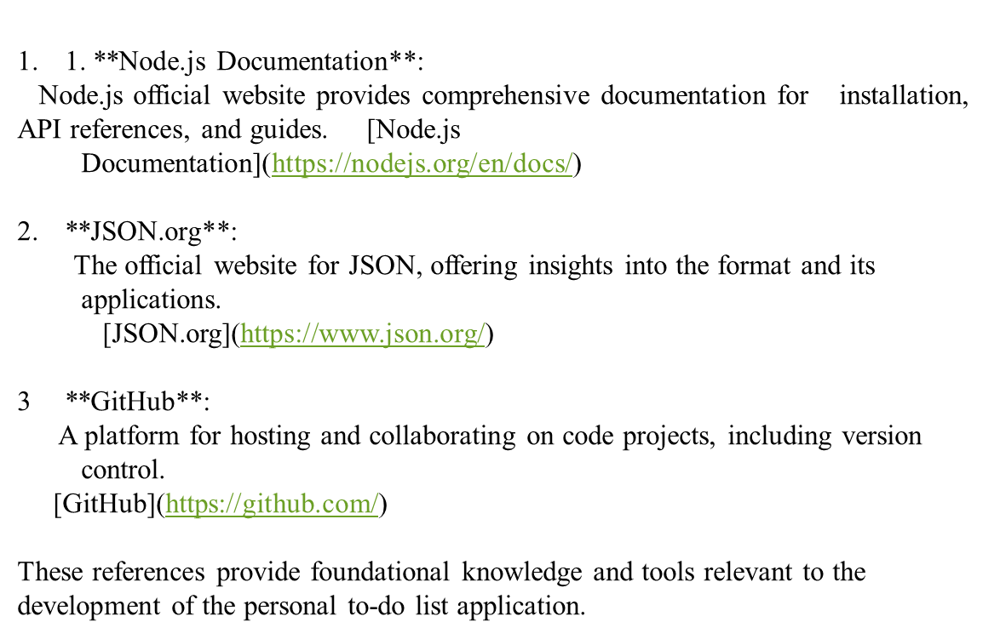 1. 1. **Node.js Documentation**:
Node.js official website provides comprehensive documentation for installation,
API references, and guides. [Node.js
Documentation](https://nodejs.org/en/docs/)
2. **JSON.org**:
The official website for JSON, offering insights into the format and its
applications.
[JSON.org](https://www.json.org/)
3 **GitHub**:
A platform for hosting and collaborating on code projects, including version
control.
[GitHub](https://github.com/)
These references provide foundational knowledge and tools relevant to the
development of the personal to-do list application.